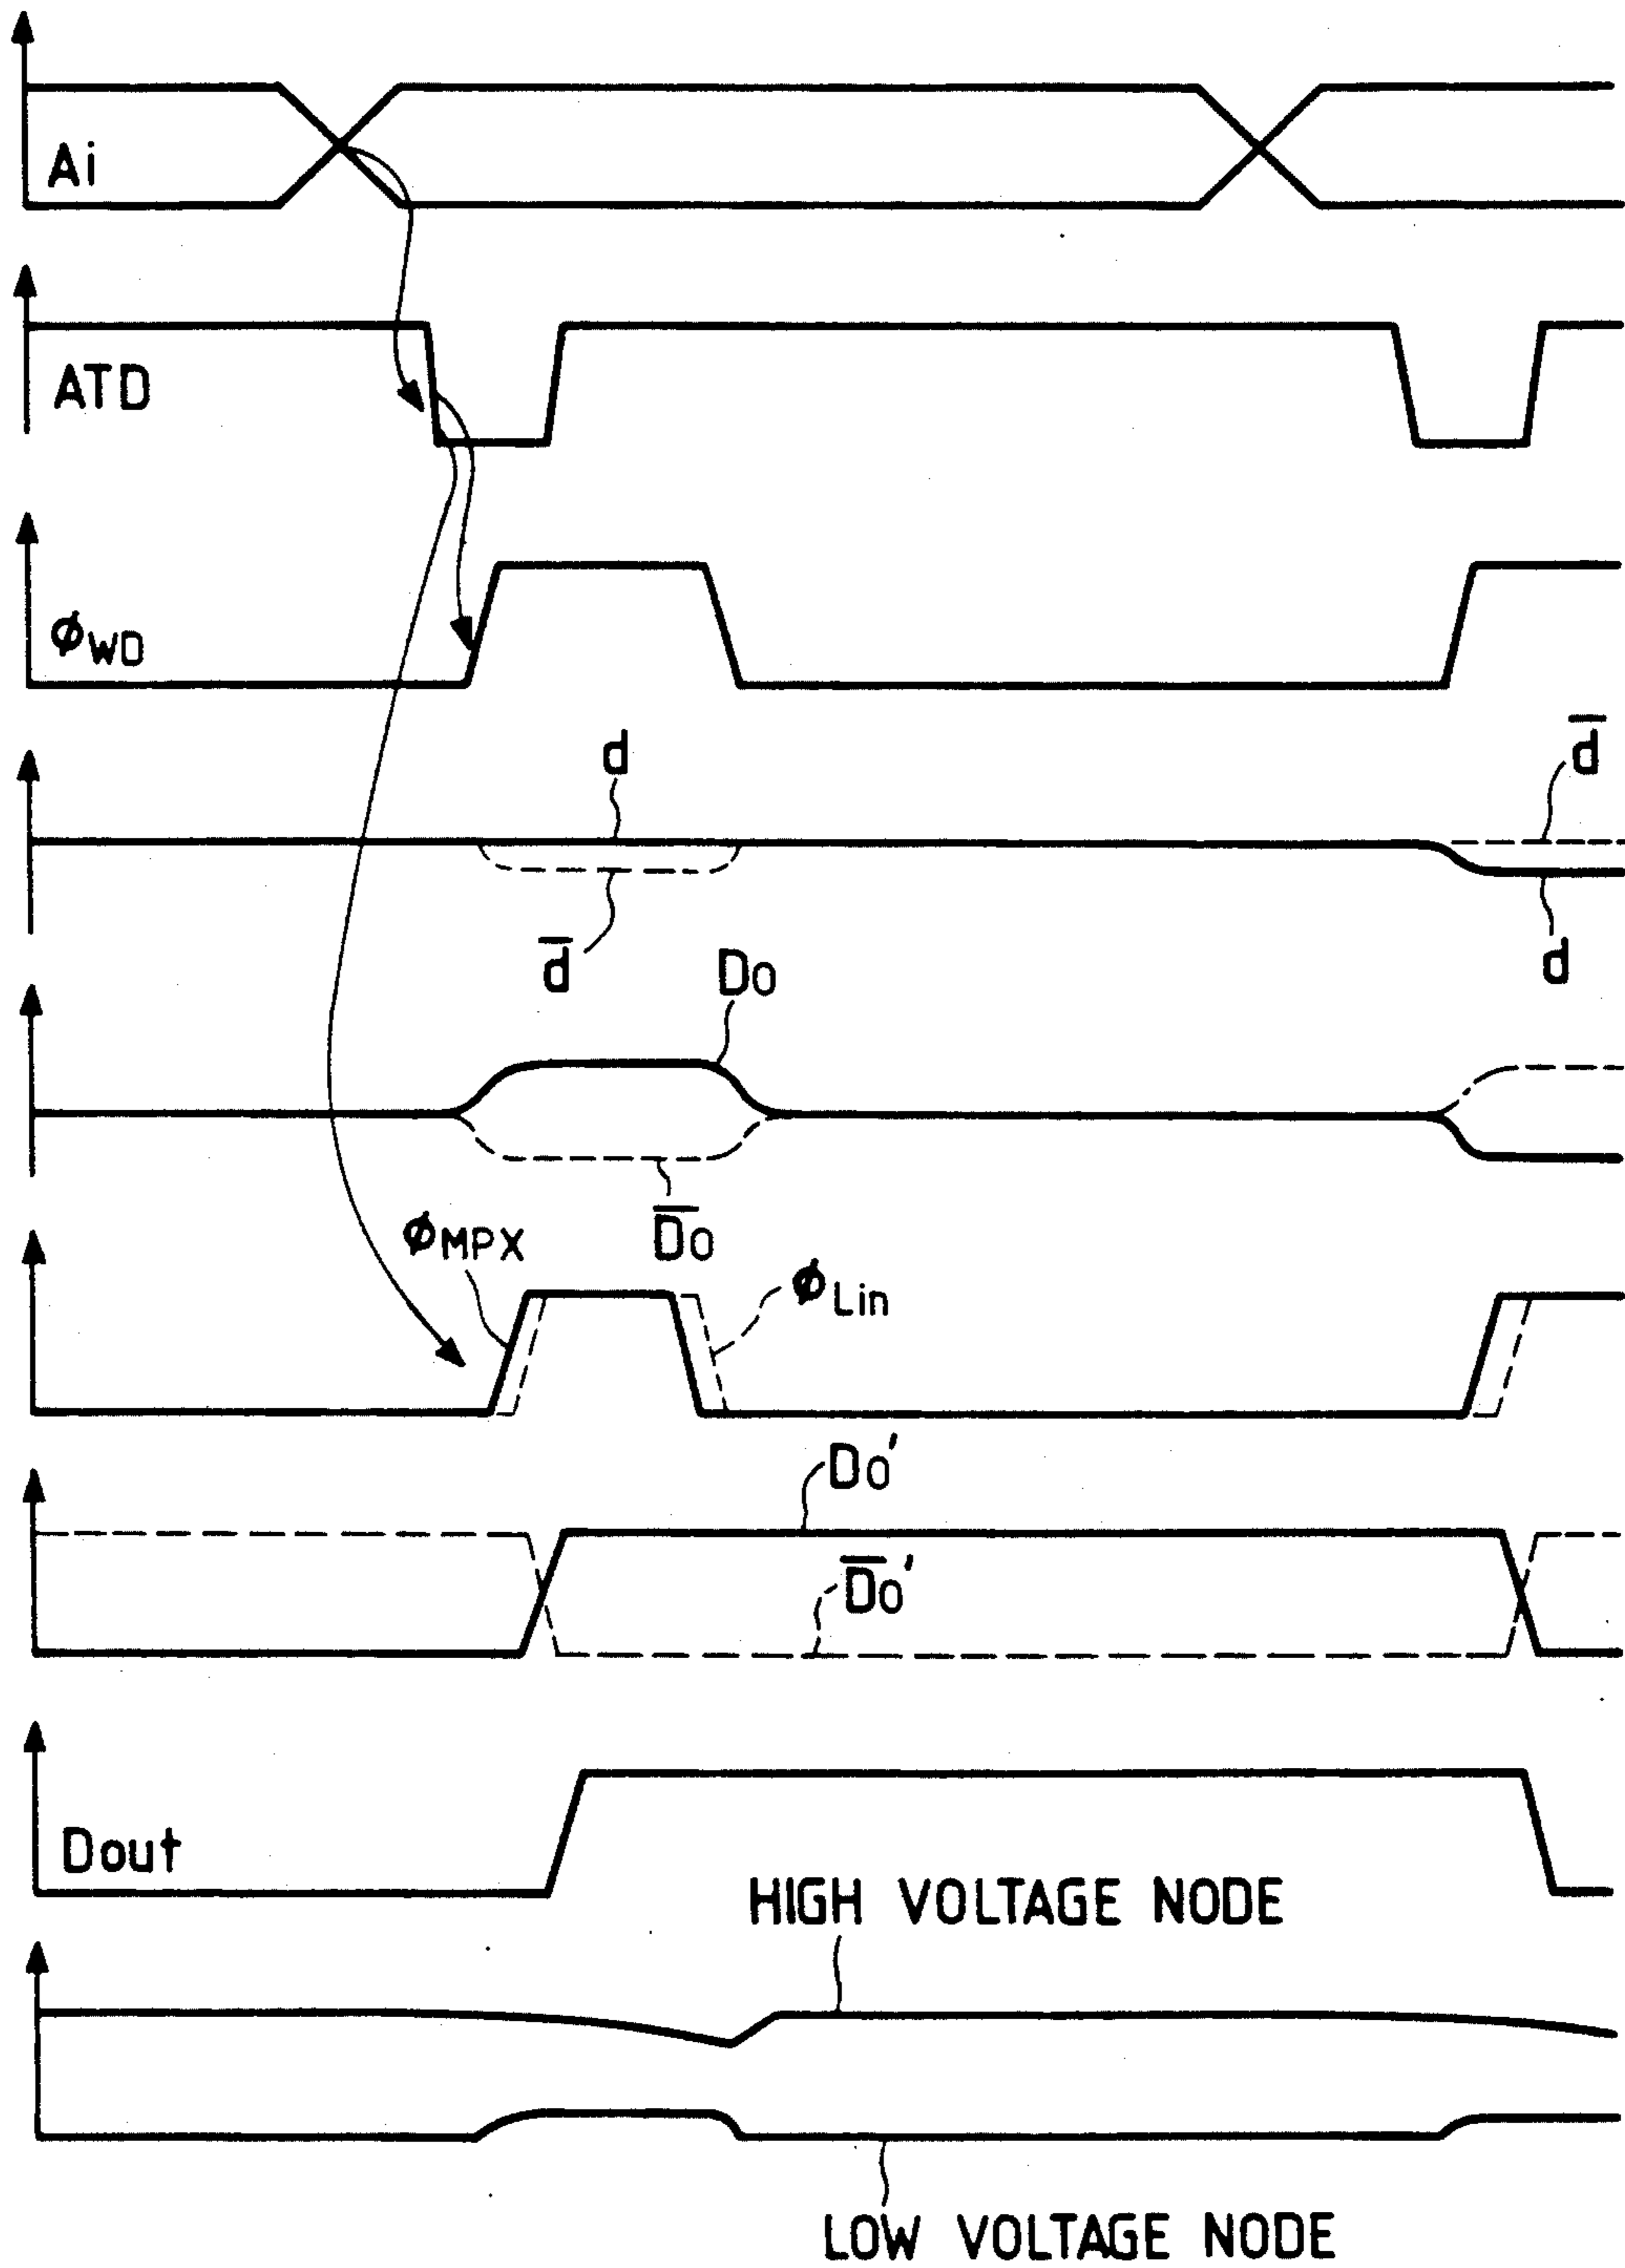 Ai
ATD
ϕWD
d
d̅
d̅
d
Do
D̅o
ϕMPX
ϕLin
Do'
D̅o'
Dout
HIGH VOLTAGE NODE
LOW VOLTAGE NODE